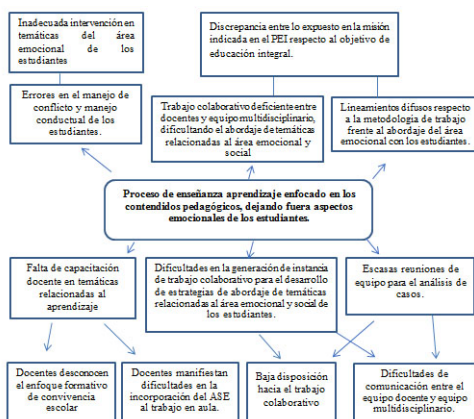 Inadecuada intervención en
temáticas del área
emocional de los
estudiantes
Discrepancia entre lo expuesto en la misión
indicada en el PEI respecto al objetivo de
educación integral.
Errores en el manejo de
conflicto y manejo
conductual de los
estudiantes.
Trabajo colaborativo deficiente entre
docentes y equipo multidisciplinario,
dificultando el abordaje de temáticas
relacionadas al área emocional y
social
Lineamientos difusos respecto
a la metodologia de trabajo
frente al abordaje del área
emocional con los estudiantes.
Proceso de enseñanza aprendizaje enfocado en los
contenidos pedagógicos, dejando fuera aspectos
emocionales de los estudiantes.
Falta de capacitación
docente en temáticas
relacionadas al
aprendizaje
Dificultades en la generación de instancia
de trabajo colaborativo para el desarrollo
de estrategias de abordaje de temáticas
relacionadas al área emocional y social de
los estudiantes.
Escasas reuniones de
equipo para el análisis de
casos.
Docentes desconocen
el enfoque formativo
de convivencia
escolar
Docentes manifiestan
dificultades en la
incorporación del ASE
al trabajo en aula.
Baja disposición
hacia el trabajo
colaborativo
Dificultades de
comunicación entre el
equipo docente y equipo
multidisciplinario.